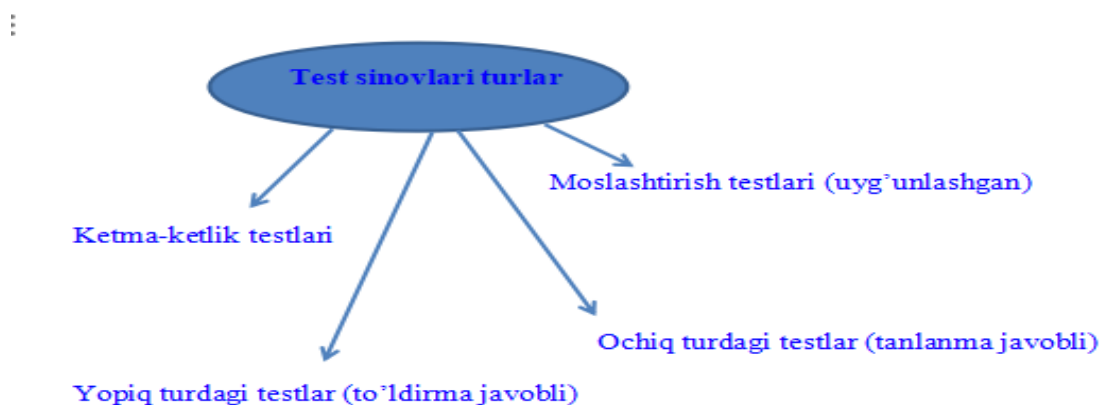 Test sinovlari turlar
Moslashtirish testlari (uyg’unlashgan)
Ketma-ketlik testlari
Ochiq turdagi testlar (tanlanma javobli)
Yopiq turdagi testlar (to’ldirma javobli)